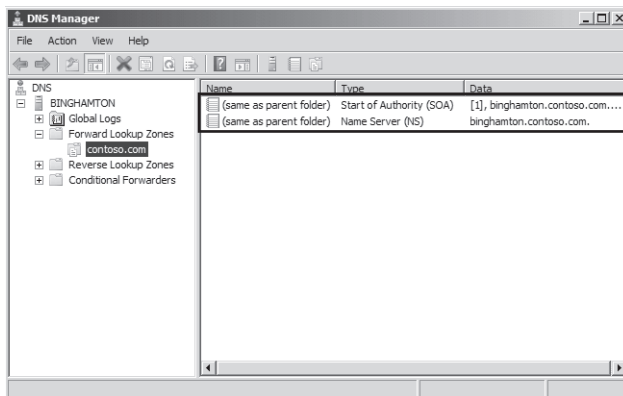 DNS Manager
File Action View Help
DNS
BINGHAMTON
Global Logs
Forward Lookup Zones
contoso.com
Reverse Lookup Zones
Conditional Forwarders
Name Type Data
(same as parent folder) Start of Authority (SOA) [1], binghamton.contoso.com....
(same as parent folder) Name Server (NS) binghamton.contoso.com.